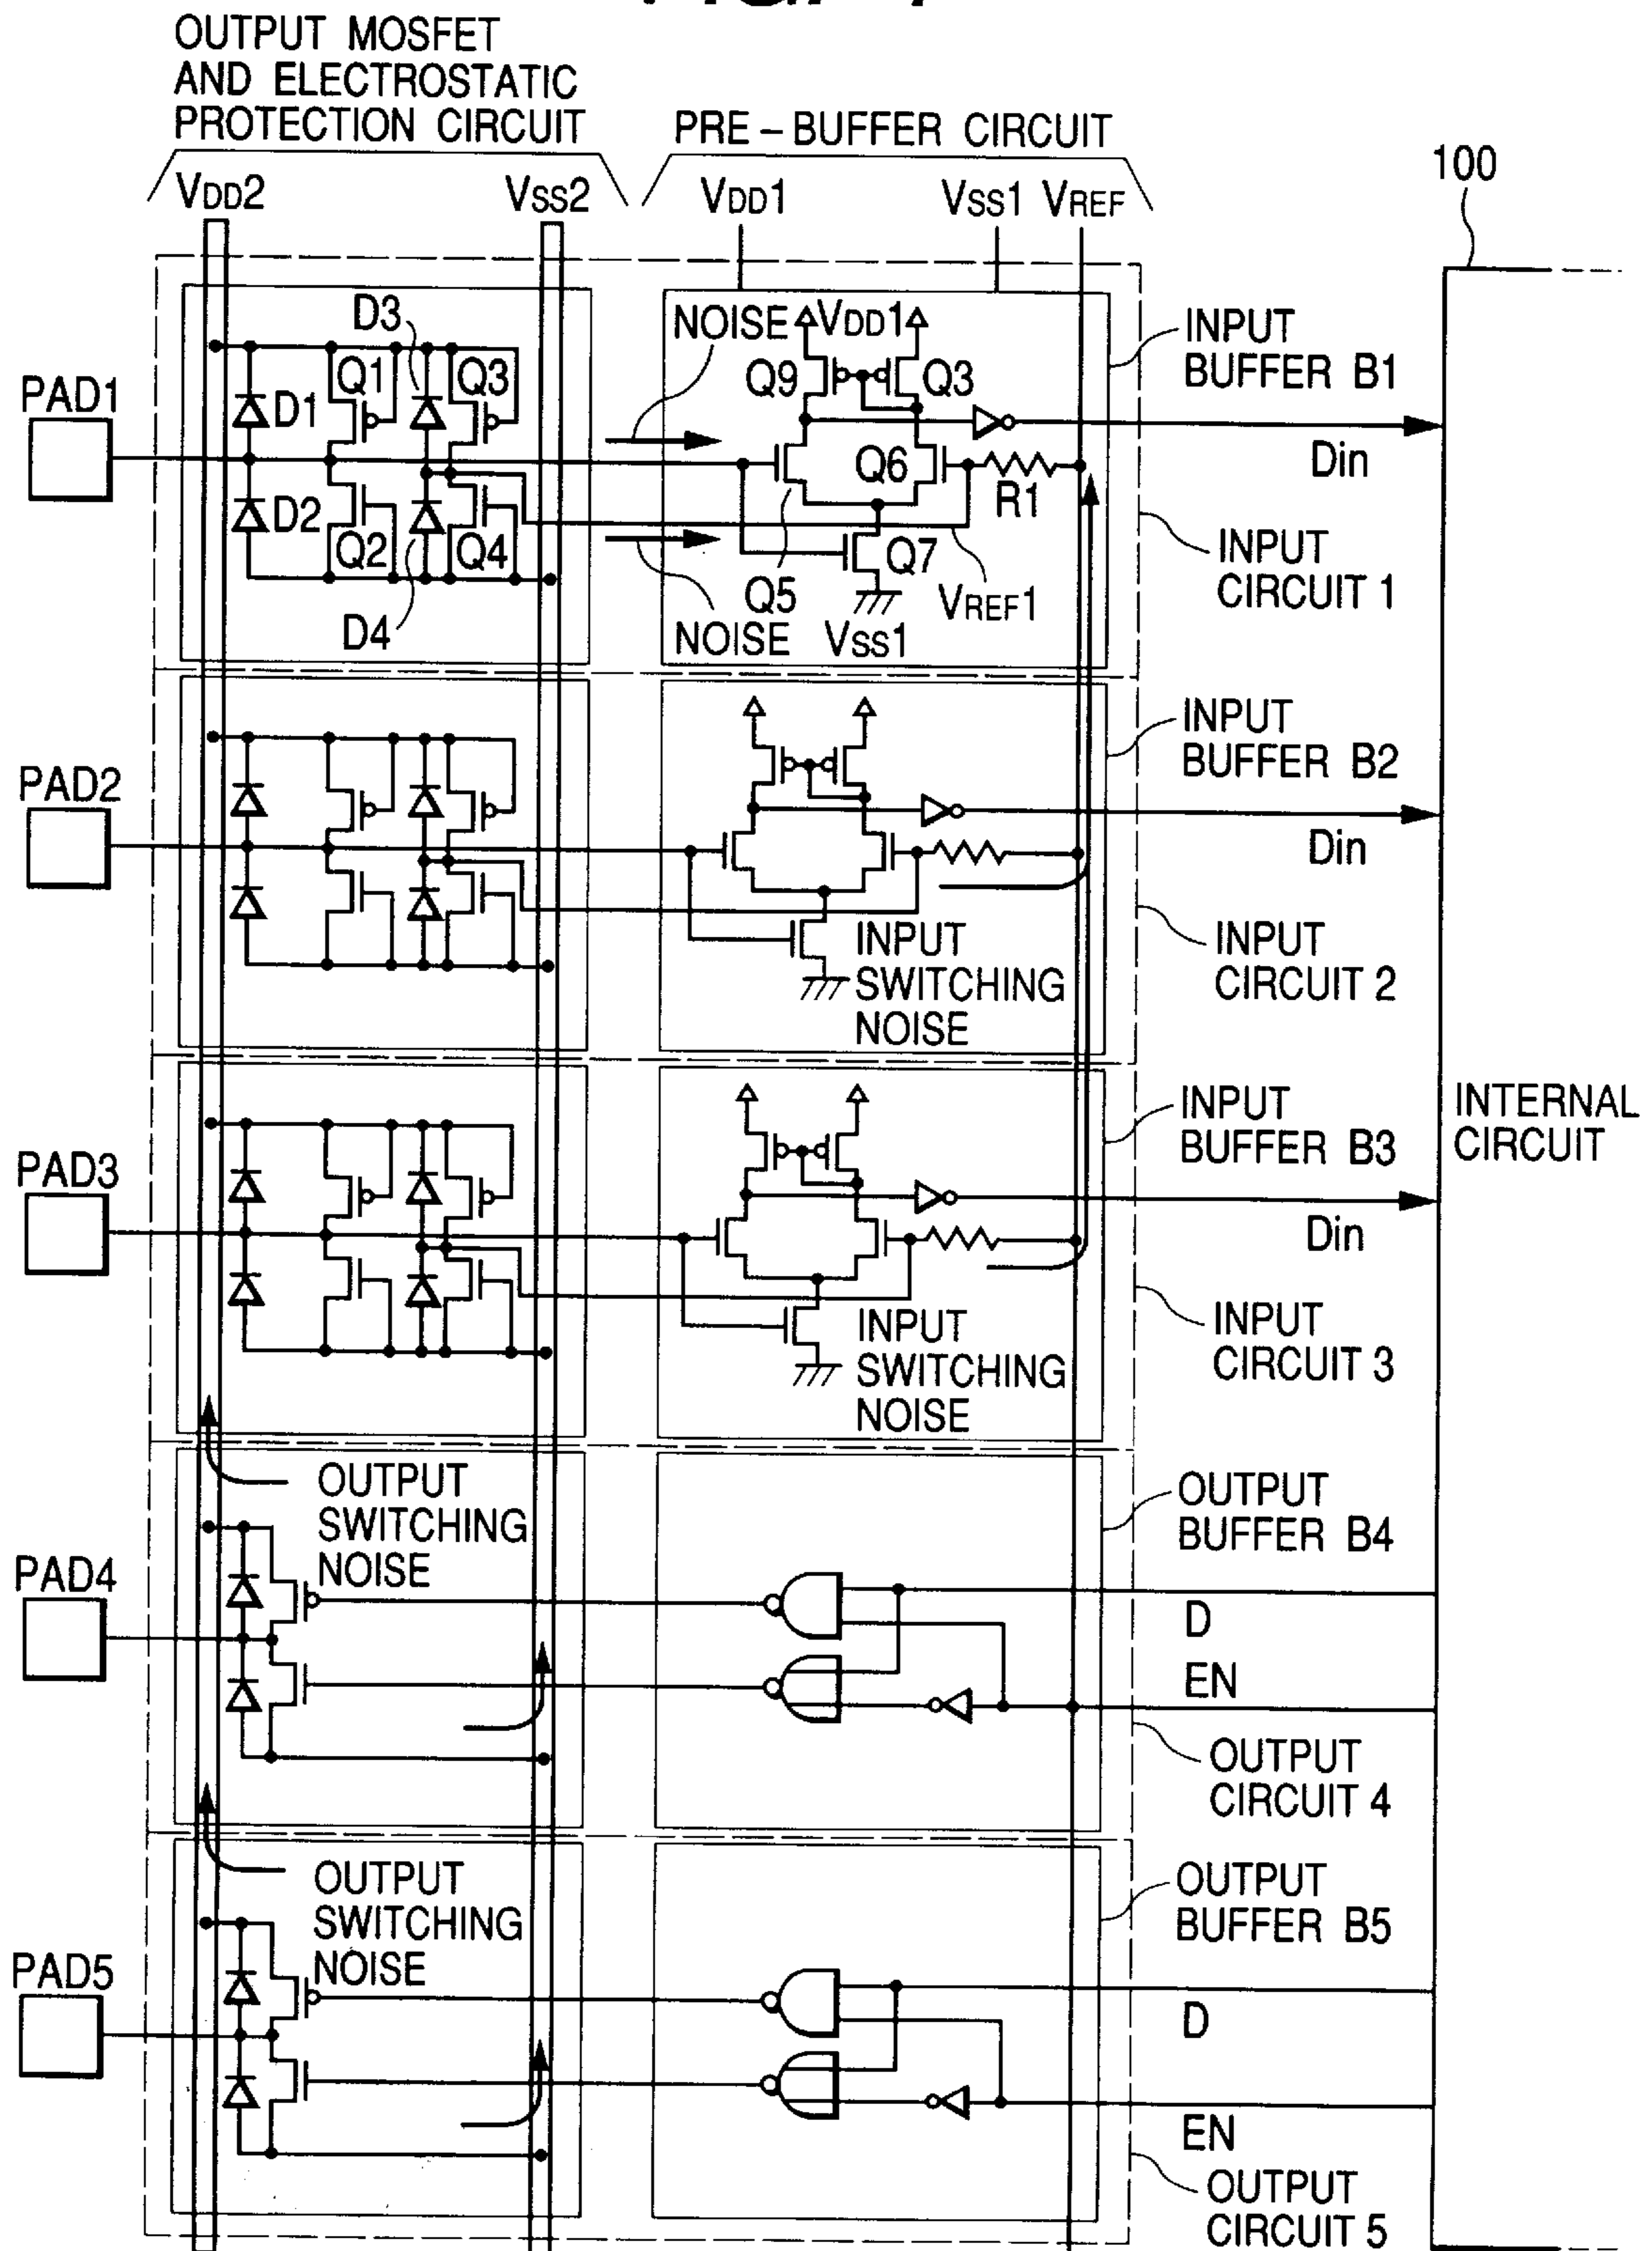 OUTPUT MOSFET
AND ELECTROSTATIC
PROTECTION CIRCUIT
PRE-BUFFER CIRCUIT
100
VDD2
VSS2
VDD1
VSS1
VREF
D3
NOISE
VDD1
INPUT
BUFFER B1
PAD1
Q1
Q3
Q9
Q3
D1
Din
Q6
R1
D2
Q2
Q4
Q7
INPUT
CIRCUIT 1
Q5
VREF1
D4
NOISE
VSS1
INPUT
BUFFER B2
PAD2
Din
INPUT
SWITCHING
NOISE
INPUT
CIRCUIT 2
INPUT
BUFFER B3
INTERNAL
CIRCUIT
PAD3
Din
INPUT
SWITCHING
NOISE
INPUT
CIRCUIT 3
OUTPUT
SWITCHING
NOISE
OUTPUT
BUFFER B4
PAD4
D
EN
OUTPUT
CIRCUIT 4
OUTPUT
SWITCHING
NOISE
OUTPUT
BUFFER B5
PAD5
D
EN
OUTPUT
CIRCUIT 5